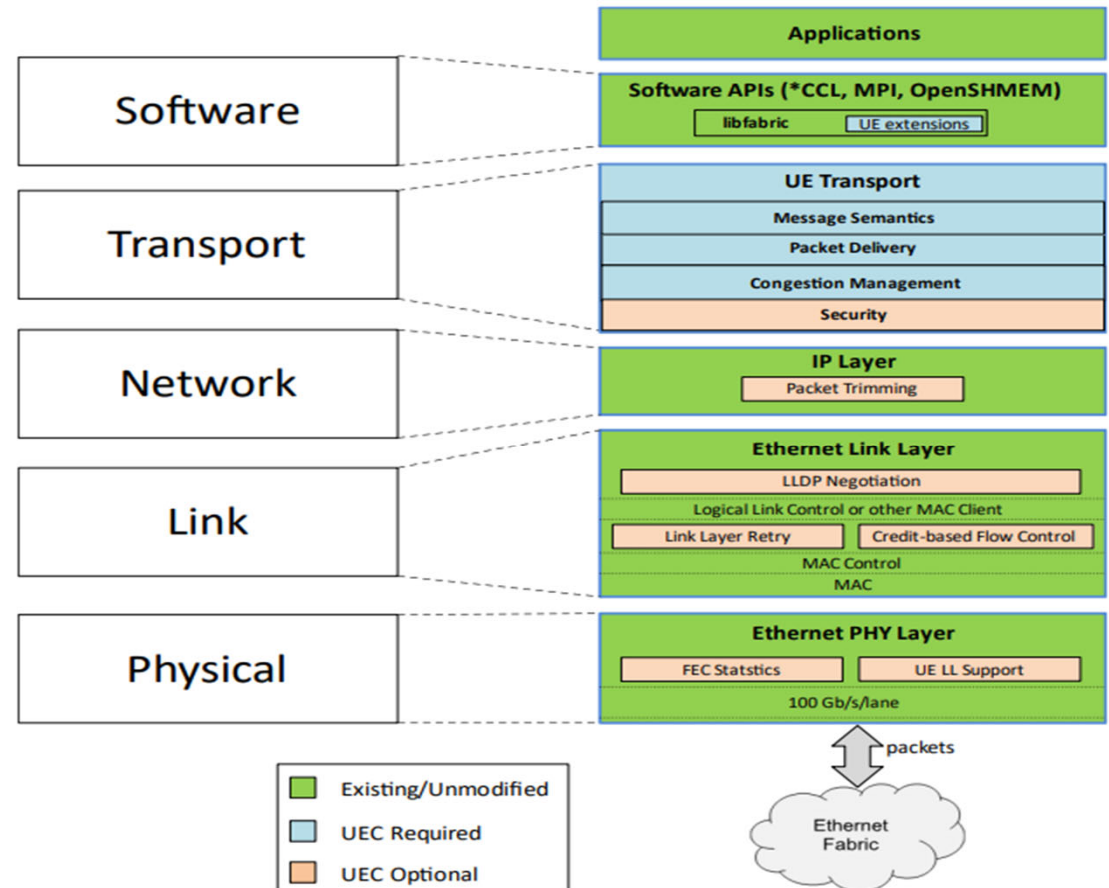 Applications
Software
Software APIs (*CCL, MPI, OpenSHMEM)
libfabric
UE extensions
Transport
UE Transport
Message Semantics
Packet Delivery
Congestion Management
Security
Network
IP Layer
Packet Trimming
Link
Ethernet Link Layer
LLDP Negotiation
Logical Link Control or other MAC Client
Link Layer Retry
Credit-based Flow Control
MAC Control
MAC
Physical
Ethernet PHY Layer
FEC Statstics
UE LL Support
100 Gb/s/lane
packets
Ethernet
Fabric
Existing/Unmodified
UEC Required
UEC Optional